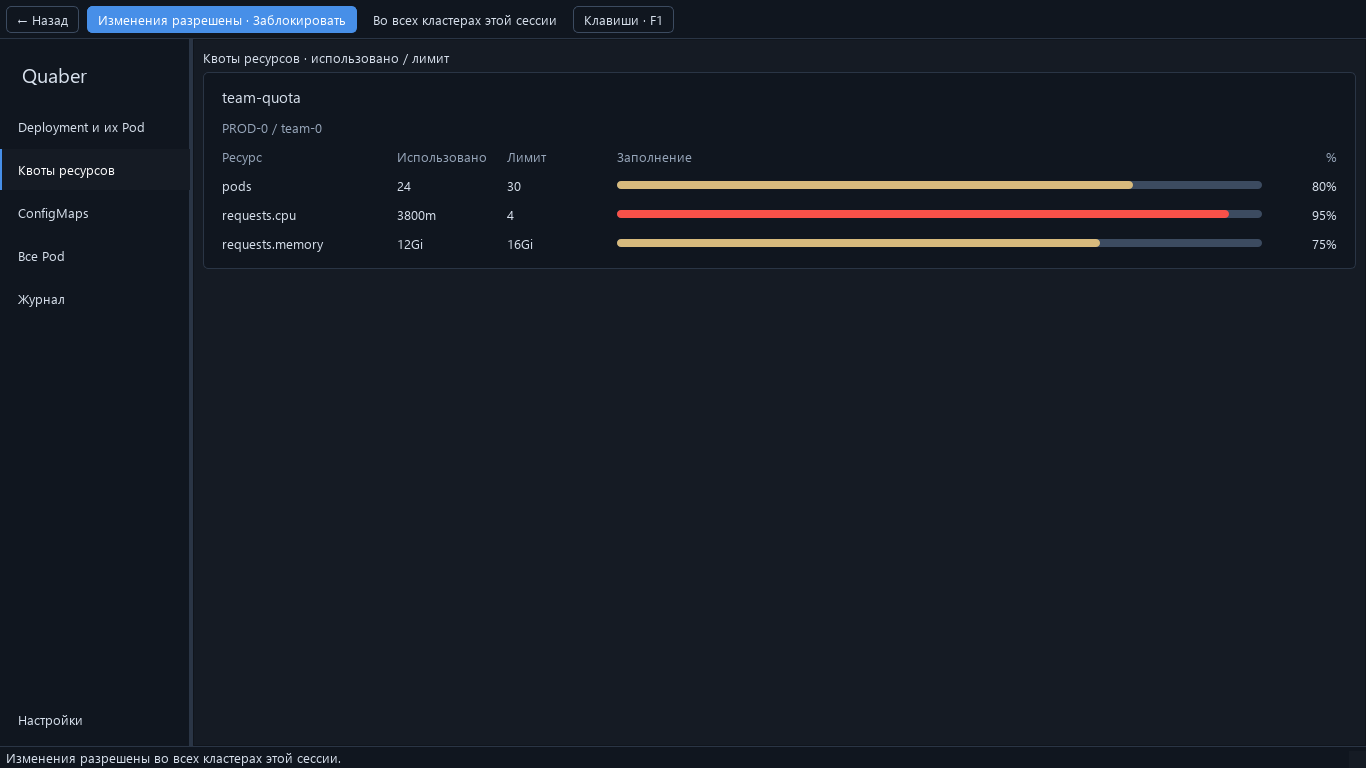 ← Назад Изменения разрешены · Заблокировать Во всех кластерах этой сессии Клавиши · F1
Quaber
Deployment и их Pod
Квоты ресурсов
ConfigMaps
Все Pod
Журнал
Настройки
Квоты ресурсов · использовано / лимит
team-quota
PROD-0 / team-0
Ресурс Использовано Лимит Заполнение %
pods 24 30 80%
requests.cpu 3800m 4 95%
requests.memory 12Gi 16Gi 75%
Изменения разрешены во всех кластерах этой сессии.